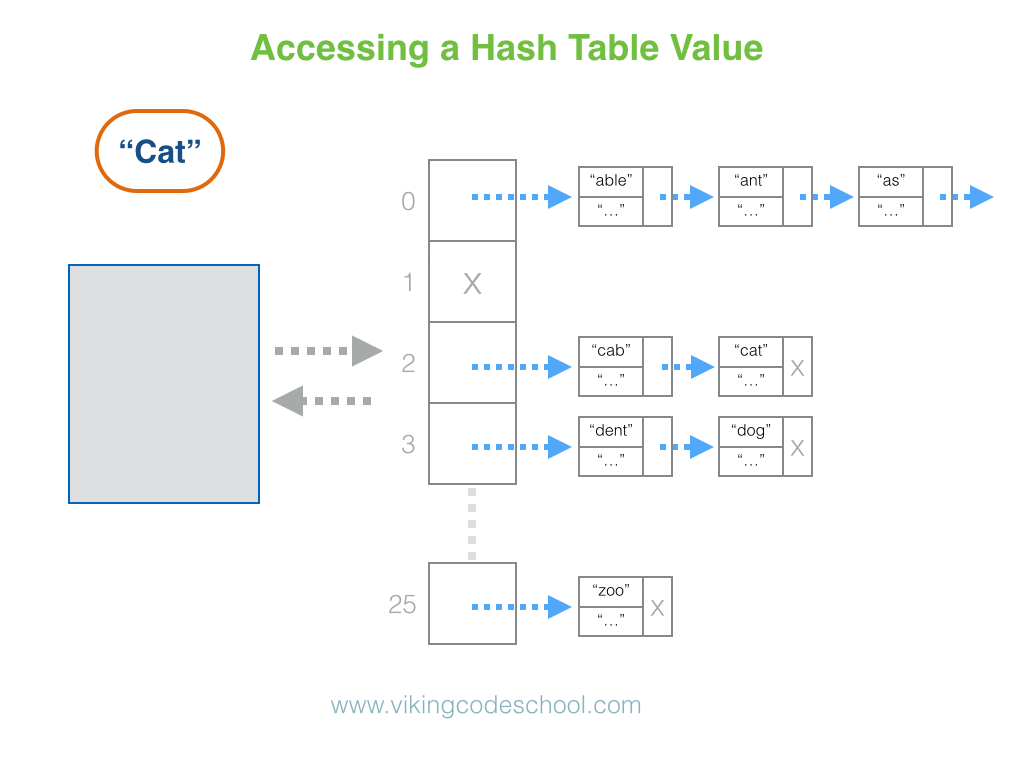 Accessing a Hash Table Value
“Cat”
0
“able”
“...”
“ant”
“...”
“as”
“...”
1
X
2
“cab”
“...”
“cat”
“...”
X
3
“dent”
“...”
“dog”
“...”
X
25
“zoo”
“...”
X
www.vikingcodeschool.com